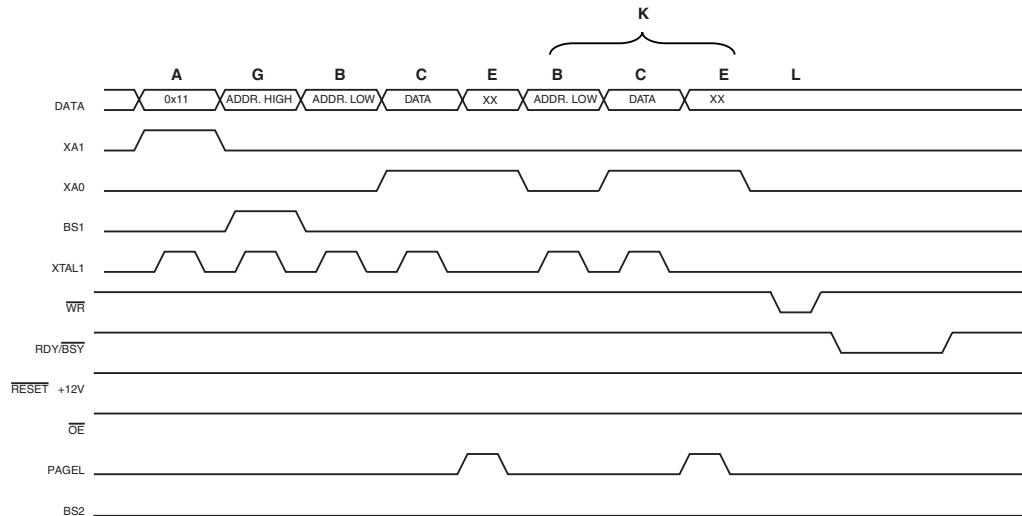 K
A G B C E B C E L
DATA 0x11 ADDR. HIGH ADDR. LOW DATA XX ADDR. LOW DATA XX
XA1
XA0
BS1
XTAL1
WR
RDY/BSY
RESET +12V
OE
PAGEL
BS2